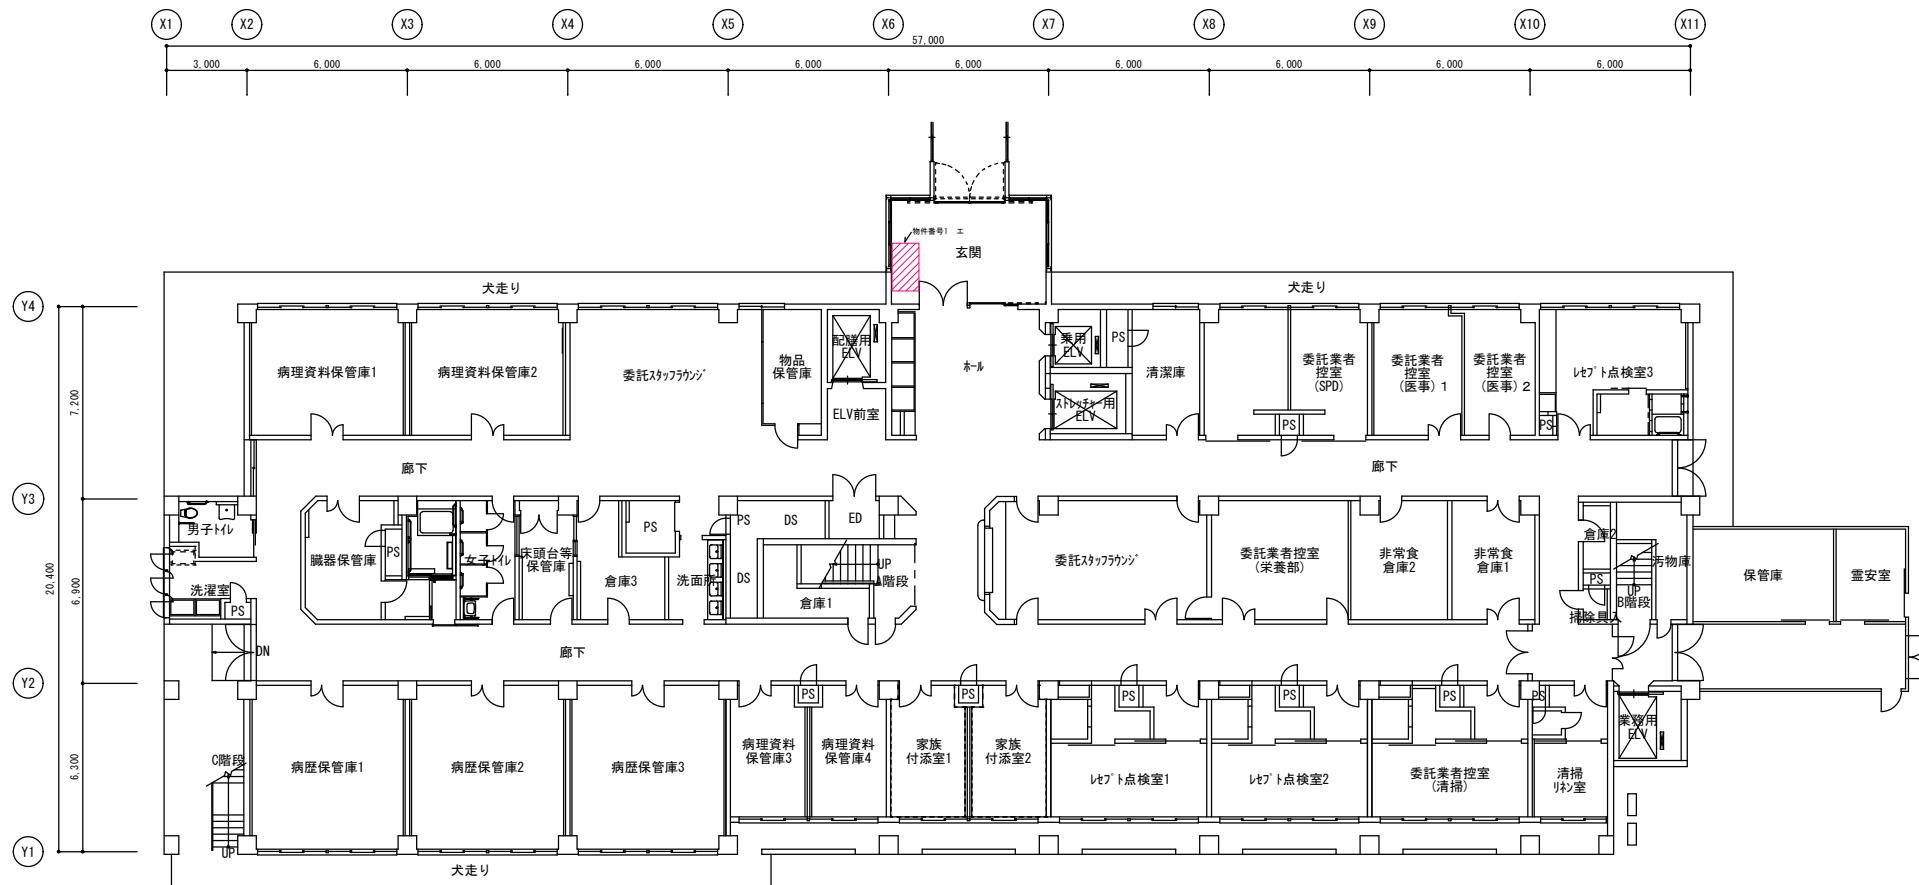 X1
X2
X3
X4
X5
X6
X7
X8
X9
X10
X11
57,000
3,000
6,000
6,000
6,000
6,000
6,000
6,000
6,000
6,000
6,000
物件番号1 エ
玄関
犬走り
犬走り
Y4
病理資料保管庫1
病理資料保管庫2
委託スタッフラウンジ
物品
保管庫
配膳用
ELV
ELV前室
ホール
乗用
ELV
PS
ストレッチャー用
ELV
清潔庫
委託業者
控室
(SPD)
PS
委託業者
控室
(医事)1
委託業者
控室
(医事)2
レセプト点検室3
PS
7,200
廊下
廊下
Y3
男子トイレ
洗濯室
PS
臓器保管庫
PS
女子トイレ
床頭台等
保管庫
PS
倉庫3
洗面所
PS
DS
ED
DS
UP
A階段
倉庫1
委託スタッフラウンジ
委託業者控室
(栄養部)
非常食
倉庫2
非常食
倉庫1
倉庫2
PS
汚物庫
UP
B階段
掃除具入
保管庫
霊安室
20,400
6,900
DN
廊下
Y2
PS
PS
PS
PS
PS
PS
業務用
ELV
C階段
UP
病歴保管庫1
病歴保管庫2
病歴保管庫3
病理資料
保管庫3
病理資料
保管庫4
家族
付添室1
家族
付添室2
レセプト点検室1
レセプト点検室2
委託業者控室
(清掃)
清掃
リネン室
6,300
Y1
犬走り